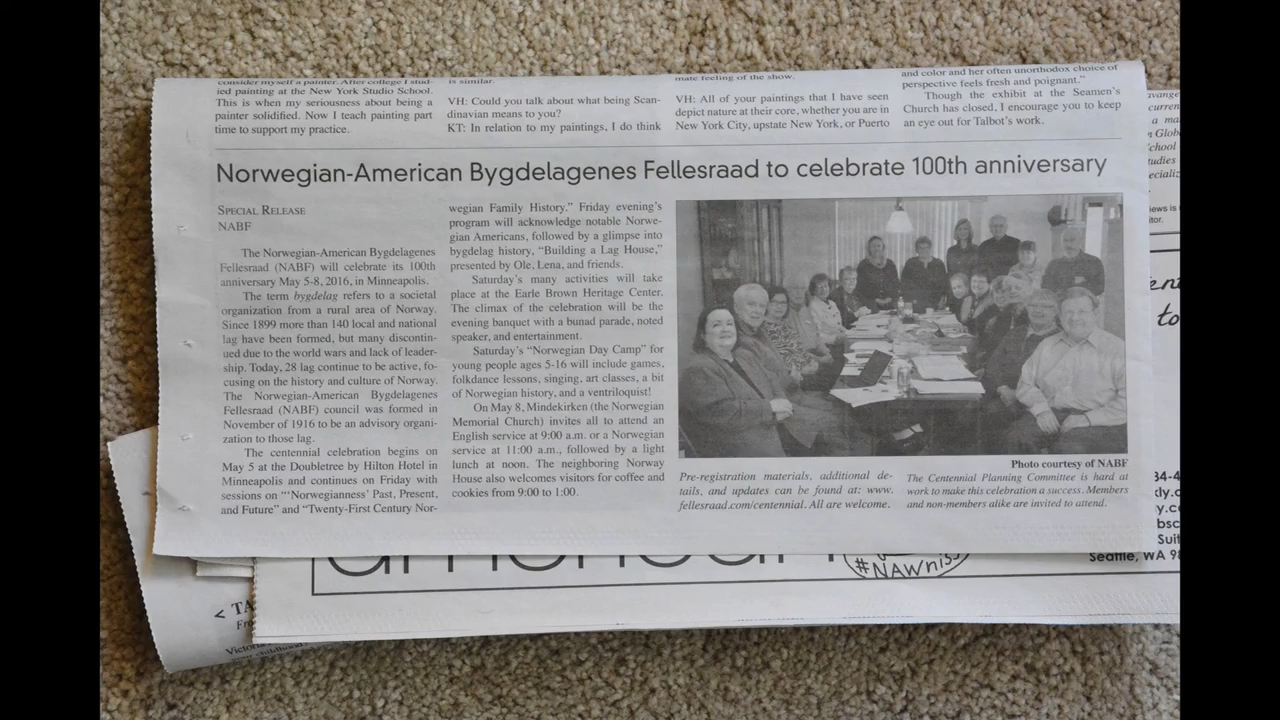 consider myself a painter. After college I stud-
ied painting at the New York Studio School.
This is when my seriousness about being a
painter solidified. Now I teach painting part
time to support my practice.
is similar.
VH: Could you talk about what being Scan-
dinavian means to you?
KT: In relation to my paintings, I do think
mate feeling of the show.
VH: All of your paintings that I have seen
depict nature at their core, whether you are in
New York City, upstate New York, or Puerto
and color and her often unorthodox choice of
perspective feels fresh and poignant."
Though the exhibit at the Seamen's
Church has closed, I encourage you to keep
an eye out for Talbot's work.
Norwegian-American Bygdelagenes Fellesraad to celebrate 100th anniversary
SPECIAL RELEASE
NABF
The Norwegian-American Bygdelagenes
Fellesraad (NABF) will celebrate its 100th
anniversary May 5-8, 2016, in Minneapolis.
The term bygdelag refers to a societal
organization from a rural area of Norway.
Since 1899 more than 140 local and national
lag have been formed, but many discontin-
ued due to the world wars and lack of leader-
ship. Today, 28 lag continue to be active, fo-
cusing on the history and culture of Norway.
The Norwegian-American Bygdelagenes
Fellesraad (NABF) council was formed in
November of 1916 to be an advisory organi-
zation to those lag.
The centennial celebration begins on
May 5 at the Doubletree by Hilton Hotel in
Minneapolis and continues on Friday with
sessions on "'Norwegianness' Past, Present,
and Future" and "Twenty-First Century Nor-
wegian Family History." Friday evening's
program will acknowledge notable Norwe-
gian Americans, followed by a glimpse into
bygdelag history, "Building a Lag House,"
presented by Ole, Lena, and friends.
Saturday's many activities will take
place at the Earle Brown Heritage Center.
The climax of the celebration will be the
evening banquet with a bunad parade, noted
speaker, and entertainment.
Saturday's "Norwegian Day Camp" for
young people ages 5-16 will include games,
folkdance lessons, singing, art classes, a bit
of Norwegian history, and a ventriloquist!
On May 8, Mindekirken (the Norwegian
Memorial Church) invites all to attend an
English service at 9:00 a.m. or a Norwegian
service at 11:00 a.m., followed by a light
lunch at noon. The neighboring Norway
House also welcomes visitors for coffee and
cookies from 9:00 to 1:00.
Photo courtesy of NABF
Pre-registration materials, additional de-
tails, and updates can be found at: www.
fellesraad.com/centennial. All are welcome.
The Centennial Planning Committee is hard at
work to make this celebration a success. Members
and non-members alike are invited to attend.
american
#NAWniss
Seattle, WA 98
< TA
Victoria